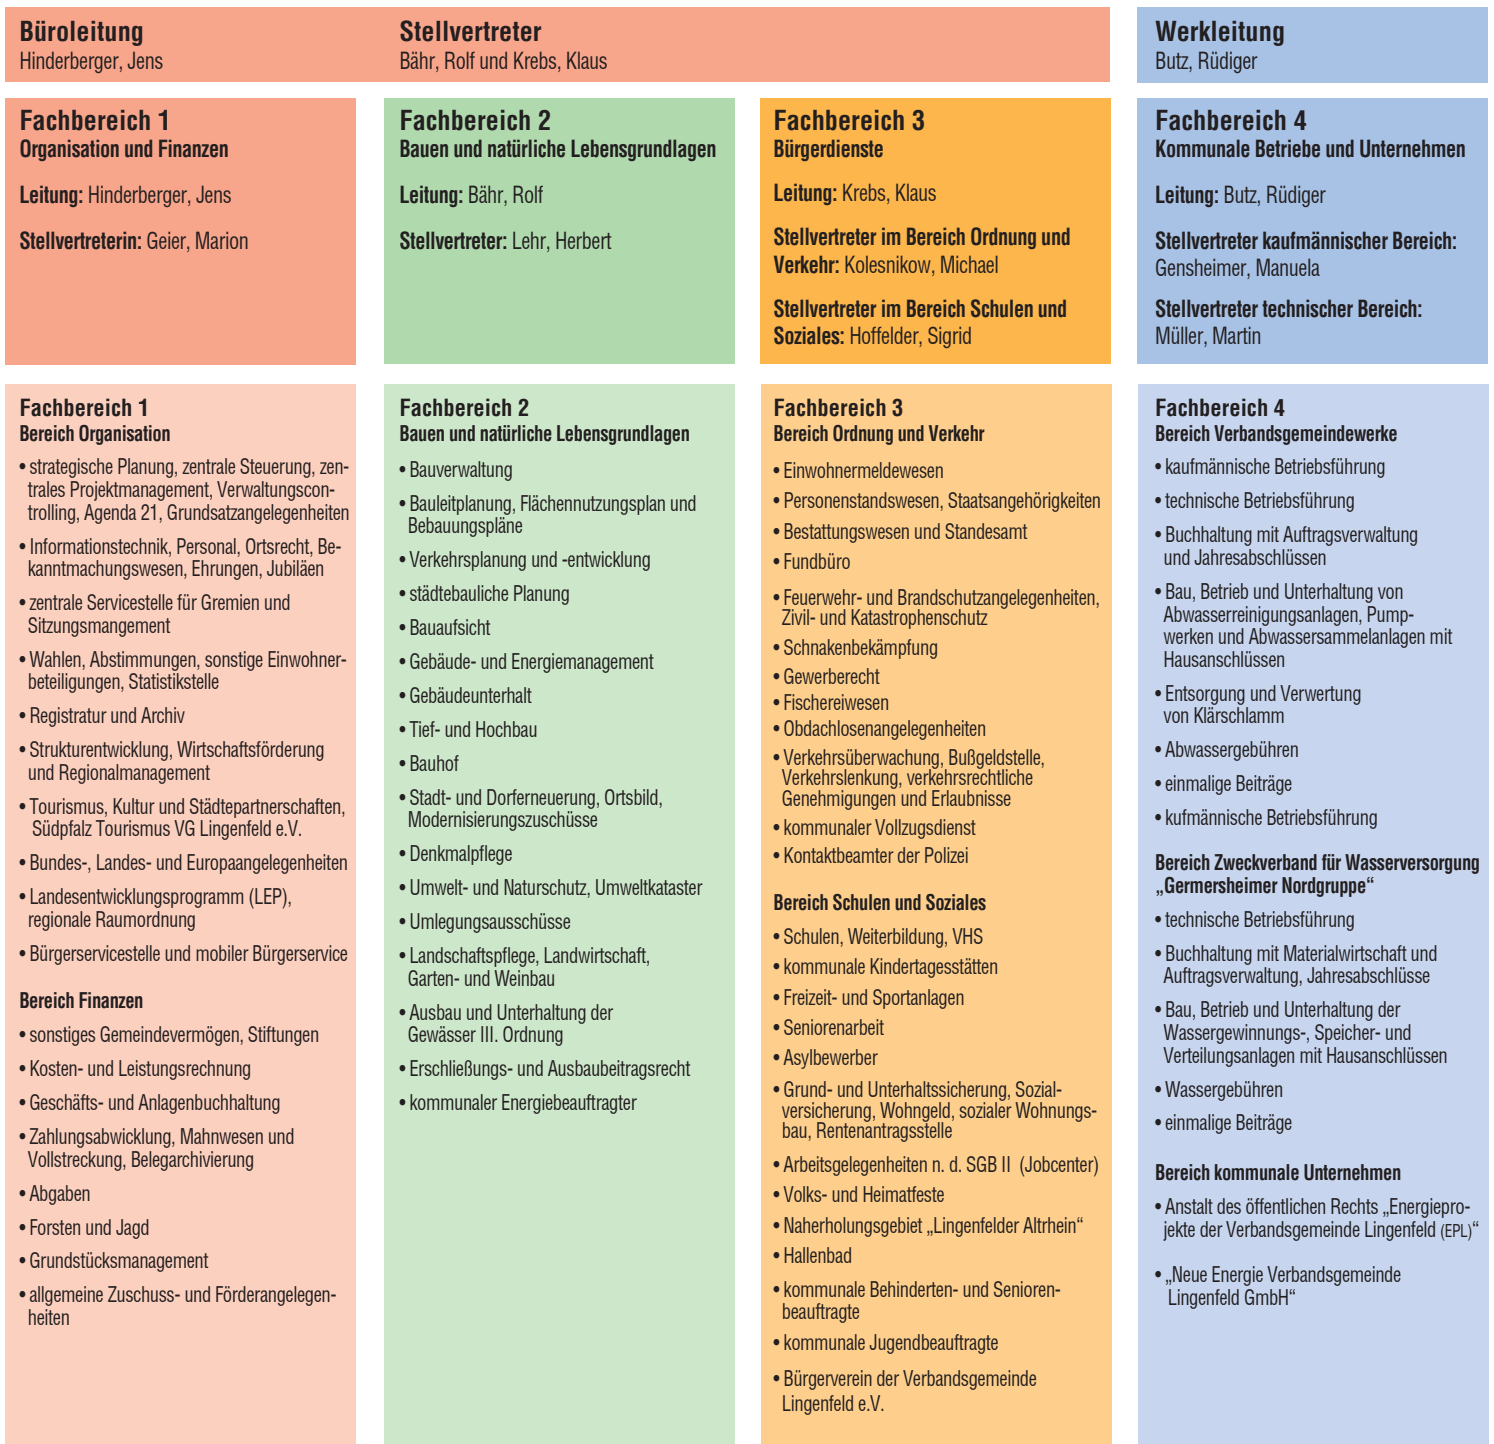 Büroleitung
Hinderberger, Jens
Stellvertreter
Bähr, Rolf und Krebs, Klaus
Werkleitung
Butz, Rüdiger
Fachbereich 1
Organisation und Finanzen
Leitung: Hinderberger, Jens
Stellvertreterin: Geier, Marion
Fachbereich 2
Bauen und natürliche Lebensgrundlagen
Leitung: Bähr, Rolf
Stellvertreter: Lehr, Herbert
Fachbereich 3
Bürgerdienste
Leitung: Krebs, Klaus
Stellvertreter im Bereich Ordnung und
Verkehr: Kolesnikow, Michael
Stellvertreter im Bereich Schulen und
Soziales: Hoffelder, Sigrid
Fachbereich 4
Kommunale Betriebe und Unternehmen
Leitung: Butz, Rüdiger
Stellvertreter kaufmännischer Bereich:
Gensheimer, Manuela
Stellvertreter technischer Bereich:
Müller, Martin
Fachbereich 1
Bereich Organisation
• strategische Planung, zentrale Steuerung, zen-
trales Projektmanagement, Verwaltungscon-
trolling, Agenda 21, Grundsatzangelegenheiten
• Informationstechnik, Personal, Ortsrecht, Be-
kanntmachungswesen, Ehrungen, Jubiläen
• zentrale Servicestelle für Gremien und
Sitzungsmangement
• Wahlen, Abstimmungen, sonstige Einwohner-
beteiligungen, Statistikstelle
• Registratur und Archiv
• Strukturentwicklung, Wirtschaftsförderung
und Regionalmanagement
• Tourismus, Kultur und Städtepartnerschaften,
Südpfalz Tourismus VG Lingenfeld e.V.
• Bundes-, Landes- und Europaangelegenheiten
• Landesentwicklungsprogramm (LEP),
regionale Raumordnung
• Bürgerservicestelle und mobiler Bürgerservice
Bereich Finanzen
• sonstiges Gemeindevermögen, Stiftungen
• Kosten- und Leistungsrechnung
• Geschäfts- und Anlagenbuchhaltung
• Zahlungsabwicklung, Mahnwesen und
Vollstreckung, Belegarchivierung
• Abgaben
• Forsten und Jagd
• Grundstücksmanagement
• allgemeine Zuschuss- und Förderangelegen-
heiten
Fachbereich 2
Bauen und natürliche Lebensgrundlagen
• Bauverwaltung
• Bauleitplanung, Flächennutzungsplan und
Bebauungspläne
• Verkehrsplanung und -entwicklung
• städtebauliche Planung
• Bauaufsicht
• Gebäude- und Energiemanagement
• Gebäudeunterhalt
• Tief- und Hochbau
• Bauhof
• Stadt- und Dorferneuerung, Ortsbild,
Modernisierungszuschüsse
• Denkmalpflege
• Umwelt- und Naturschutz, Umweltkataster
• Umlegungsausschüsse
• Landschaftspflege, Landwirtschaft,
Garten- und Weinbau
• Ausbau und Unterhaltung der
Gewässer III. Ordnung
• Erschließungs- und Ausbaubeitragsrecht
• kommunaler Energiebeauftragter
Fachbereich 3
Bereich Ordnung und Verkehr
• Einwohnermeldewesen
• Personenstandswesen, Staatsangehörigkeiten
• Bestattungswesen und Standesamt
• Fundbüro
• Feuerwehr- und Brandschutzangelegenheiten,
Zivil- und Katastrophenschutz
• Schnakenbekämpfung
• Gewerberecht
• Fischereiwesen
• Obdachlosenangelegenheiten
• Verkehrsüberwachung, Bußgeldstelle,
Verkehrslenkung, verkehrsrechtliche
Genehmigungen und Erlaubnisse
• kommunaler Vollzugsdienst
• Kontaktbeamter der Polizei
Bereich Schulen und Soziales
• Schulen, Weiterbildung, VHS
• kommunale Kindertagesstätten
• Freizeit- und Sportanlagen
• Seniorenarbeit
• Asylbewerber
• Grund- und Unterhaltssicherung, Sozial-
versicherung, Wohngeld, sozialer Wohnungs-
bau, Rentenantragsstelle
• Arbeitsgelegenheiten n. d. SGB II (Jobcenter)
• Volks- und Heimatfeste
• Naherholungsgebiet „Lingenfelder Altrhein“
• Hallenbad
• kommunale Behinderten- und Senioren-
beauftragte
• kommunale Jugendbeauftragte
• Bürgerverein der Verbandsgemeinde
Lingenfeld e.V.
Fachbereich 4
Bereich Verbandsgemeindewerke
• kaufmännische Betriebsführung
• technische Betriebsführung
• Buchhaltung mit Auftragsverwaltung
und Jahresabschlüssen
• Bau, Betrieb und Unterhaltung von
Abwasserreinigungsanlagen, Pump-
werken und Abwassersammelanlagen mit
Hausanschlüssen
• Entsorgung und Verwertung
von Klärschlamm
• Abwassergebühren
• einmalige Beiträge
• kufmännische Betriebsführung
Bereich Zweckverband für Wasserversorgung
„Germersheimer Nordgruppe“
• technische Betriebsführung
• Buchhaltung mit Materialwirtschaft und
Auftragsverwaltung, Jahresabschlüsse
• Bau, Betrieb und Unterhaltung der
Wassergewinnungs-, Speicher- und
Verteilungsanlagen mit Hausanschlüssen
• Wassergebühren
• einmalige Beiträge
Bereich kommunale Unternehmen
• Anstalt des öffentlichen Rechts „Energiepro-
jekte der Verbandsgemeinde Lingenfeld (EPL)“
• „Neue Energie Verbandsgemeinde
Lingenfeld GmbH“